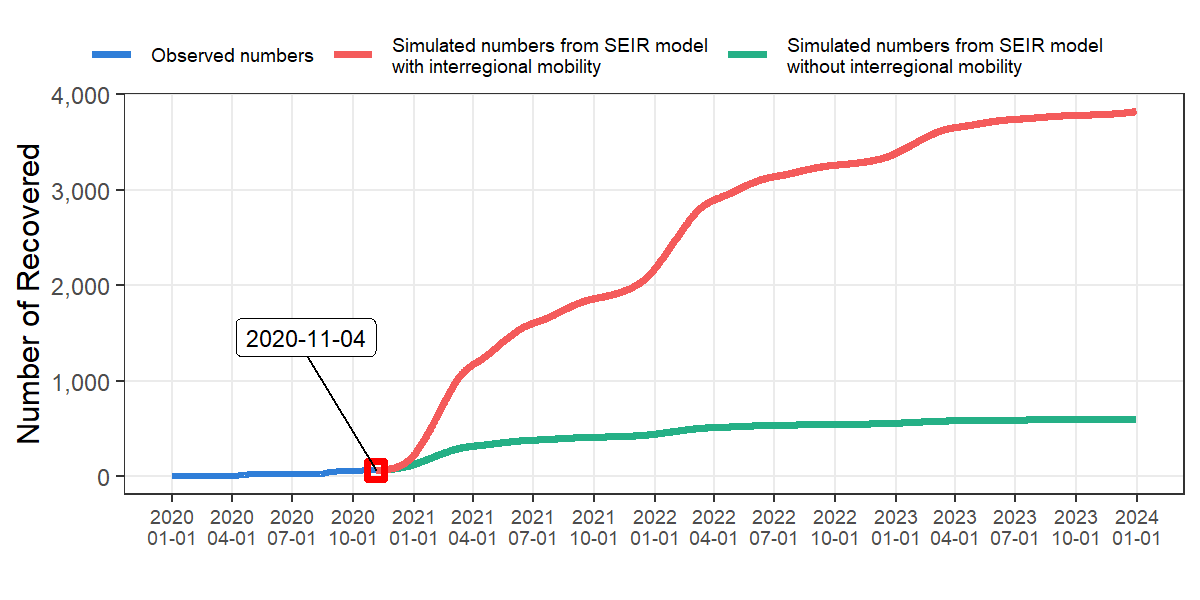 Observed numbers
Simulated numbers from SEIR model
with interregional mobility
Simulated numbers from SEIR model
without interregional mobility
Number of Recovered
4,000
3,000
2,000
1,000
0
2020-11-04
2020 2020 2020 2020 2021 2021 2021 2021 2022 2022 2022 2022 2023 2023 2023 2023 2024
01-01 04-01 07-01 10-01 01-01 04-01 07-01 10-01 01-01 04-01 07-01 10-01 01-01 04-01 07-01 10-01 01-01